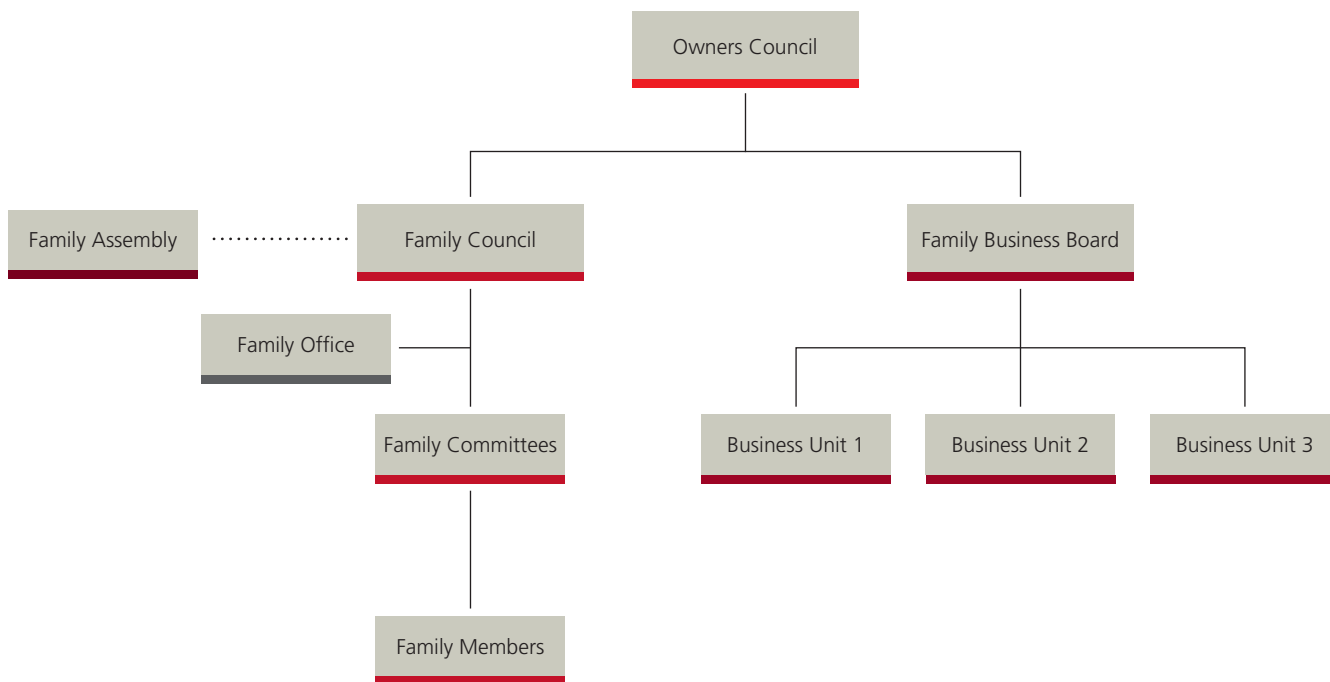 Owners Council
Family Assembly
Family Council
Family Business Board
Family Office
Family Committees
Business Unit 1
Business Unit 2
Business Unit 3
Family Members